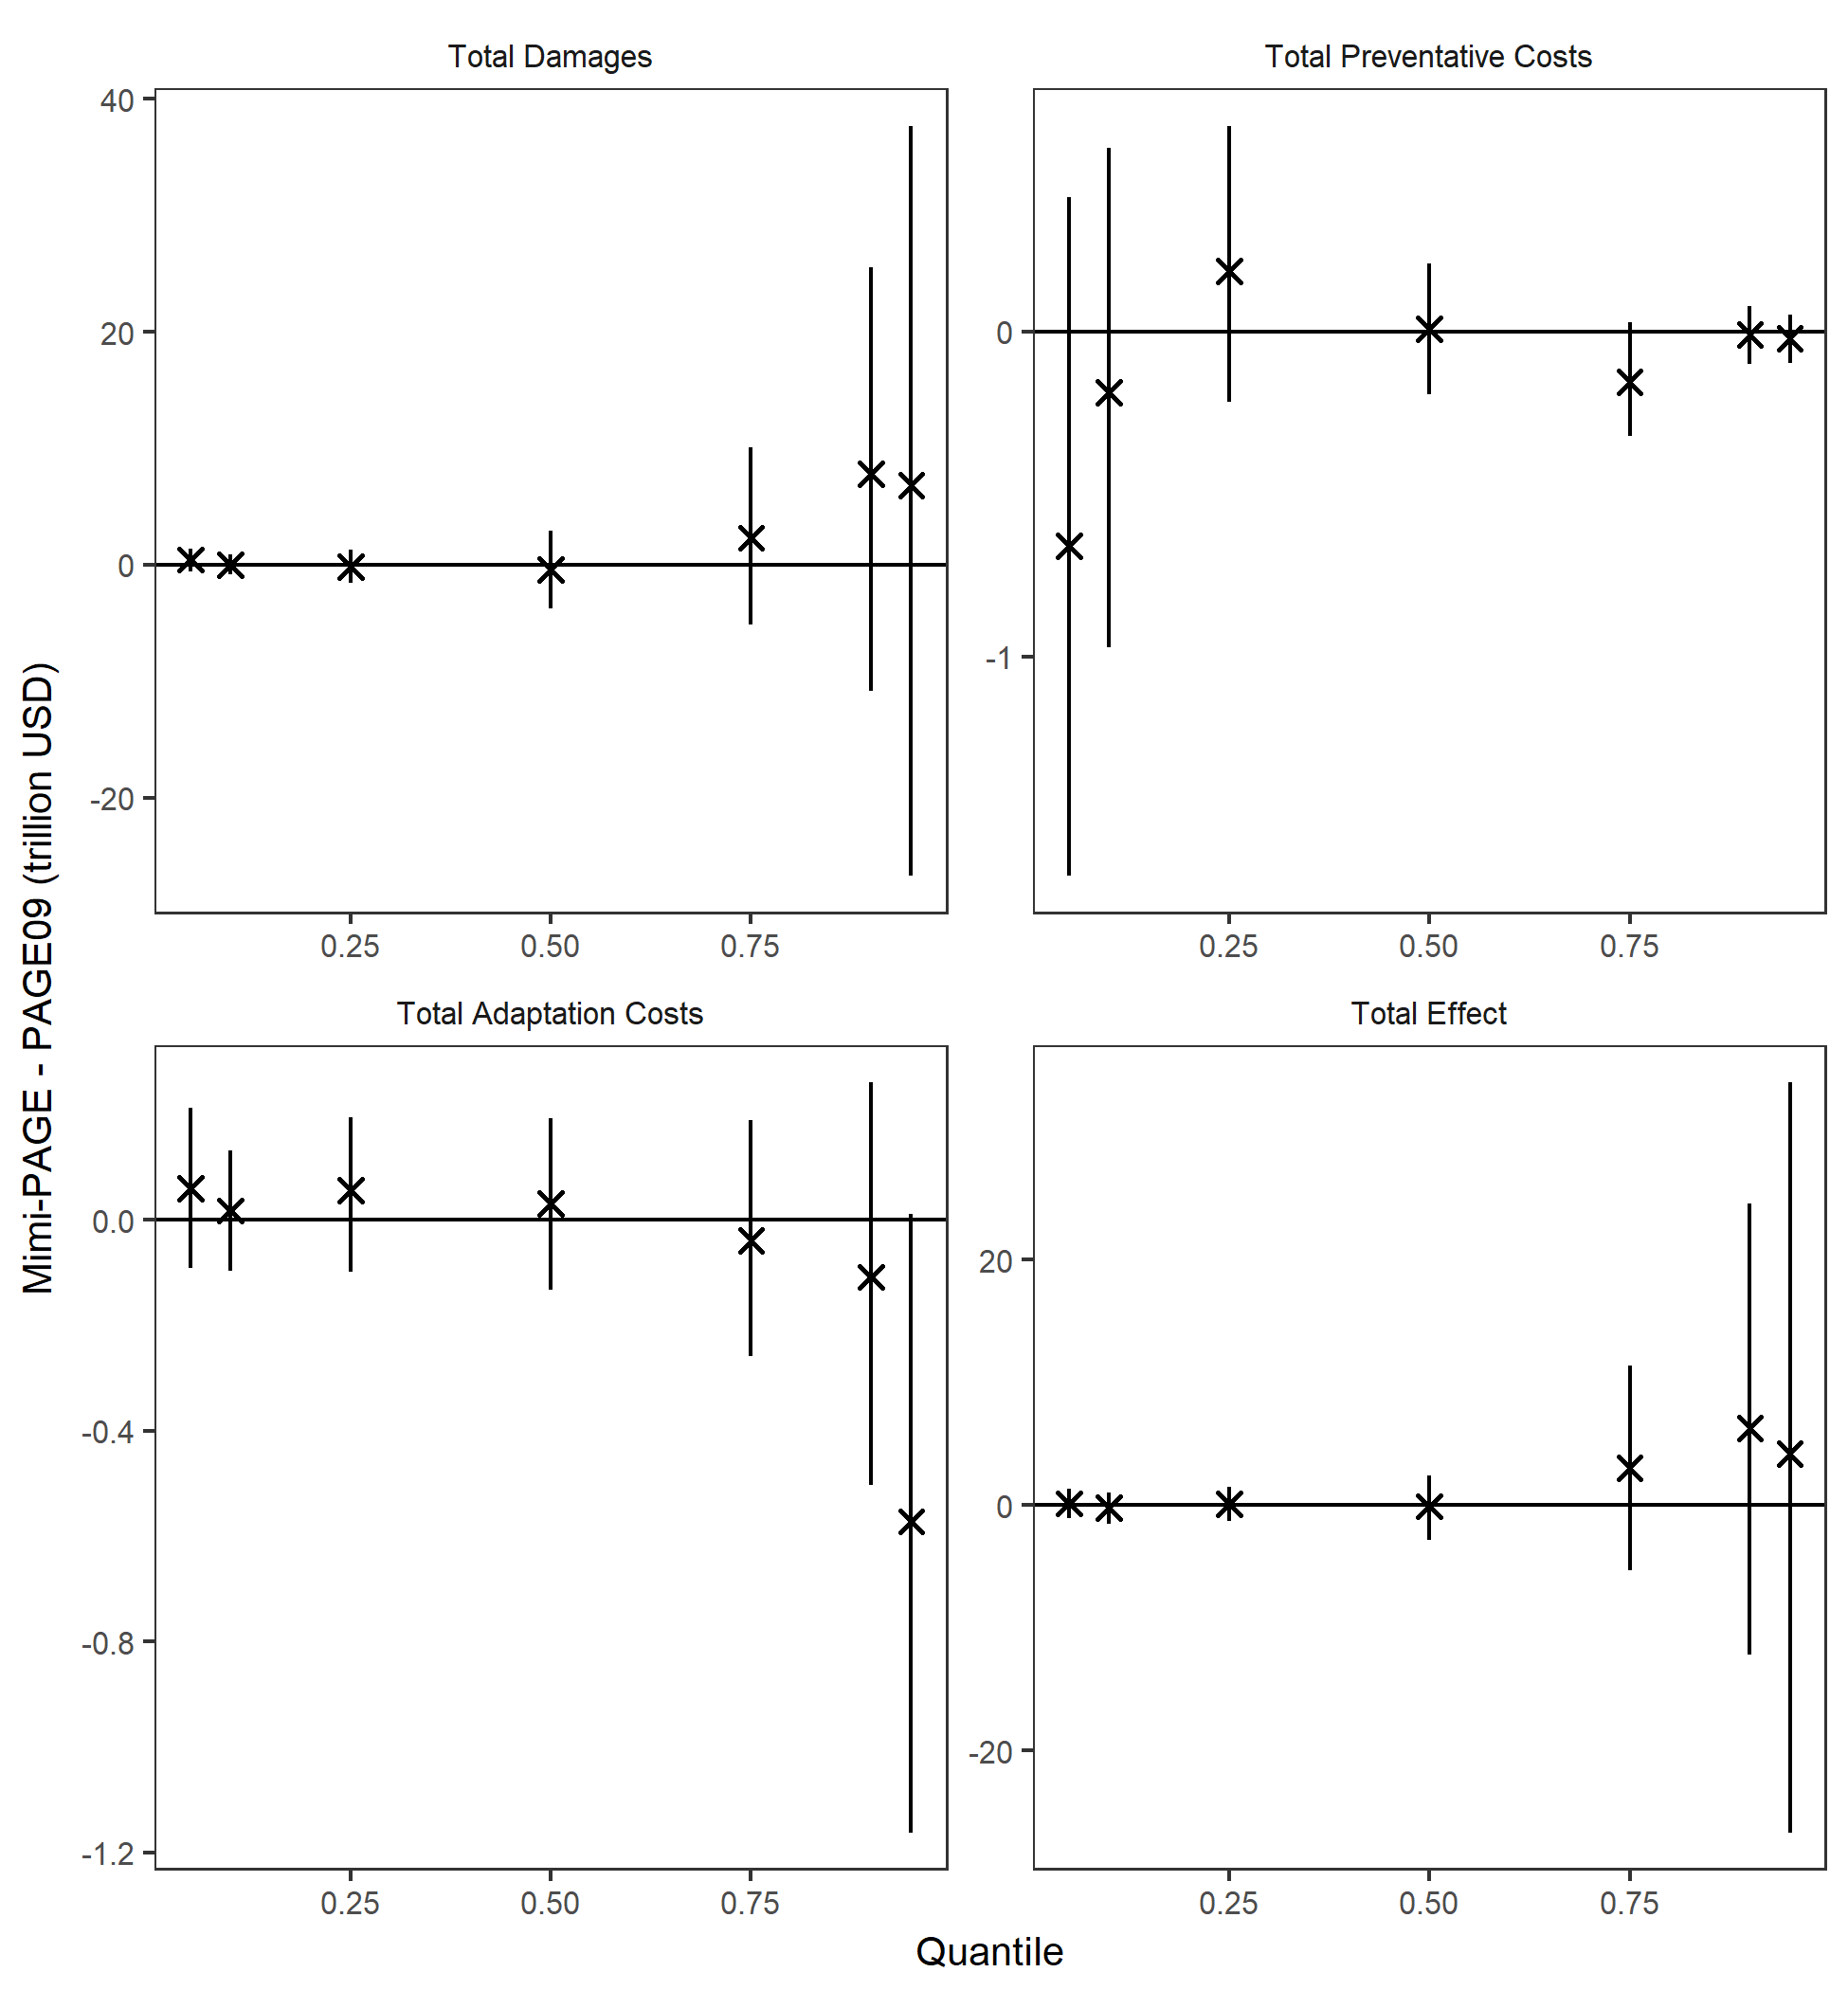 Total Damages
Total Preventative Costs
40
20
0
-20
0
-1
0.25 0.50 0.75
0.25 0.50 0.75
Mimi-PAGE - PAGE09 (trillion USD)
Total Adaptation Costs
Total Effect
0.0
-0.4
-0.8
-1.2
20
0
-20
0.25 0.50 0.75
0.25 0.50 0.75
Quantile